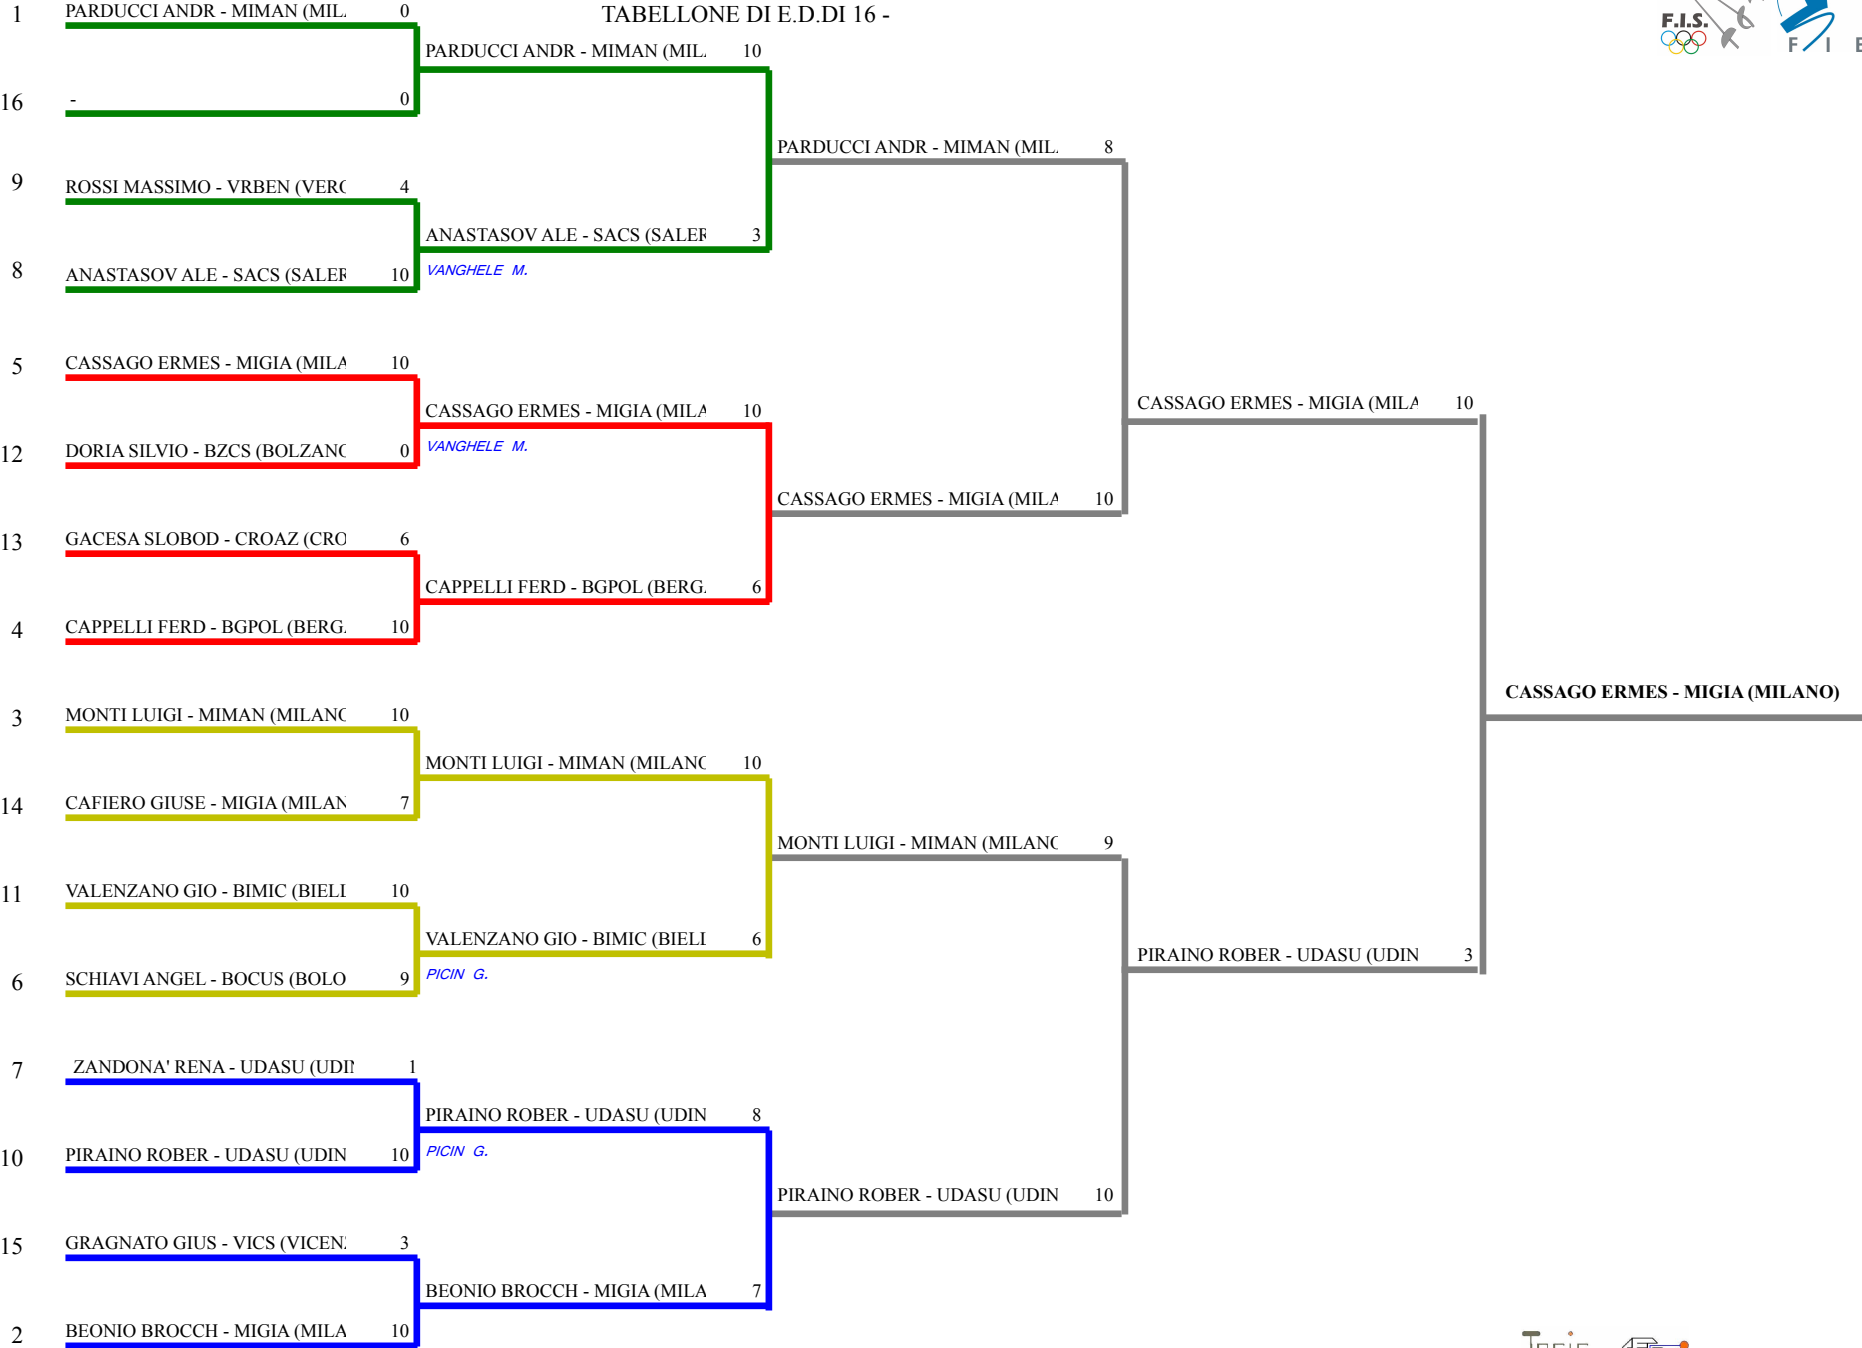 TABELLONE DI E.D.DI 16 -
F.I.S.
F I E
1 PARDUCCI ANDR - MIMAN (MIL. 0
PARDUCCI ANDR - MIMAN (MIL. 10
16 - 0
PARDUCCI ANDR - MIMAN (MIL. 8
9 ROSSI MASSIMO - VRBEN (VERC 4
ANASTASOV ALE - SACS (SALER 3
8 ANASTASOV ALE - SACS (SALER 10
VANGHELE M.
5 CASSAGO ERMES - MIGIA (MILA 10
CASSAGO ERMES - MIGIA (MILA 10
CASSAGO ERMES - MIGIA (MILA 10
12 DORIA SILVIO - BZCS (BOLZANO 0
VANGHELE M.
CASSAGO ERMES - MIGIA (MILA 10
13 GACESA SLOBOD - CROAZ (CRO 6
CAPPELLI FERD - BGPOL (BERG. 6
4 CAPPELLI FERD - BGPOL (BERG. 10
CASSAGO ERMES - MIGIA (MILANO)
3 MONTI LUIGI - MIMAN (MILANO 10
MONTI LUIGI - MIMAN (MILANO 10
14 CAFIERO GIUSE - MIGIA (MILAN 7
MONTI LUIGI - MIMAN (MILANO 9
11 VALENZANO GIO - BIMIC (BIELL 10
VALENZANO GIO - BIMIC (BIELL 6
PIRAINO ROBER - UDASU (UDIN 3
6 SCHIAVI ANGEL - BOCUS (BOLO 9
PICIN G.
7 ZANDONA' RENA - UDASU (UDIN 1
PIRAINO ROBER - UDASU (UDIN 8
10 PIRAINO ROBER - UDASU (UDIN 10
PICIN G.
PIRAINO ROBER - UDASU (UDIN 10
15 GRAGNATO GIUS - VICS (VICEN. 3
BEONIO BROCCH - MIGIA (MILA 7
2 BEONIO BROCCH - MIGIA (MILA 10